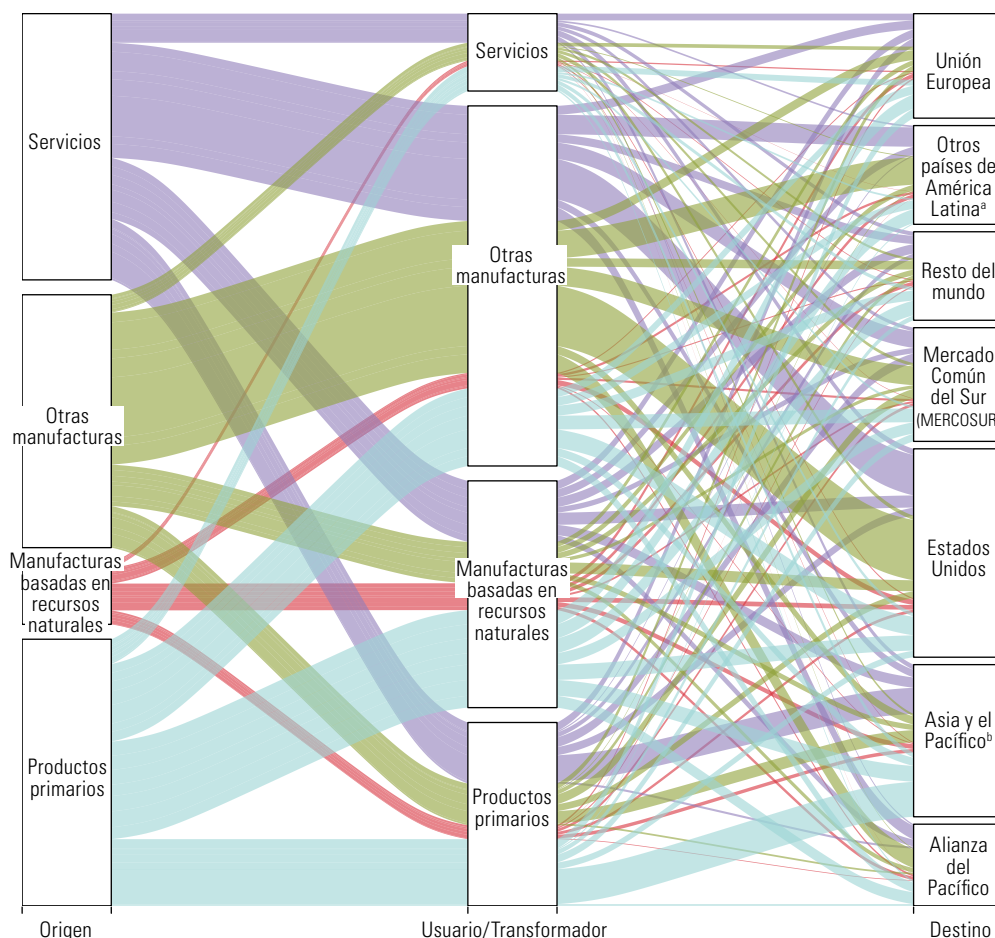 Servicios
Otras
manufacturas
Manufacturas
basadas en
recursos
naturales
Productos
primarios
Origen
Servicios
Otras
manufacturas
Manufacturas
basadas en
recursos
naturales
Productos
primarios
Usuario/Transformador
Unión
Europea
Otros
países de
América
Latinaᵃ
Resto del
mundo
Mercado
Común
del Sur
(MERCOSUR
Estados
Unidos
Asia y el
Pacíficoᵇ
Alianza
del
Pacífico
Destino